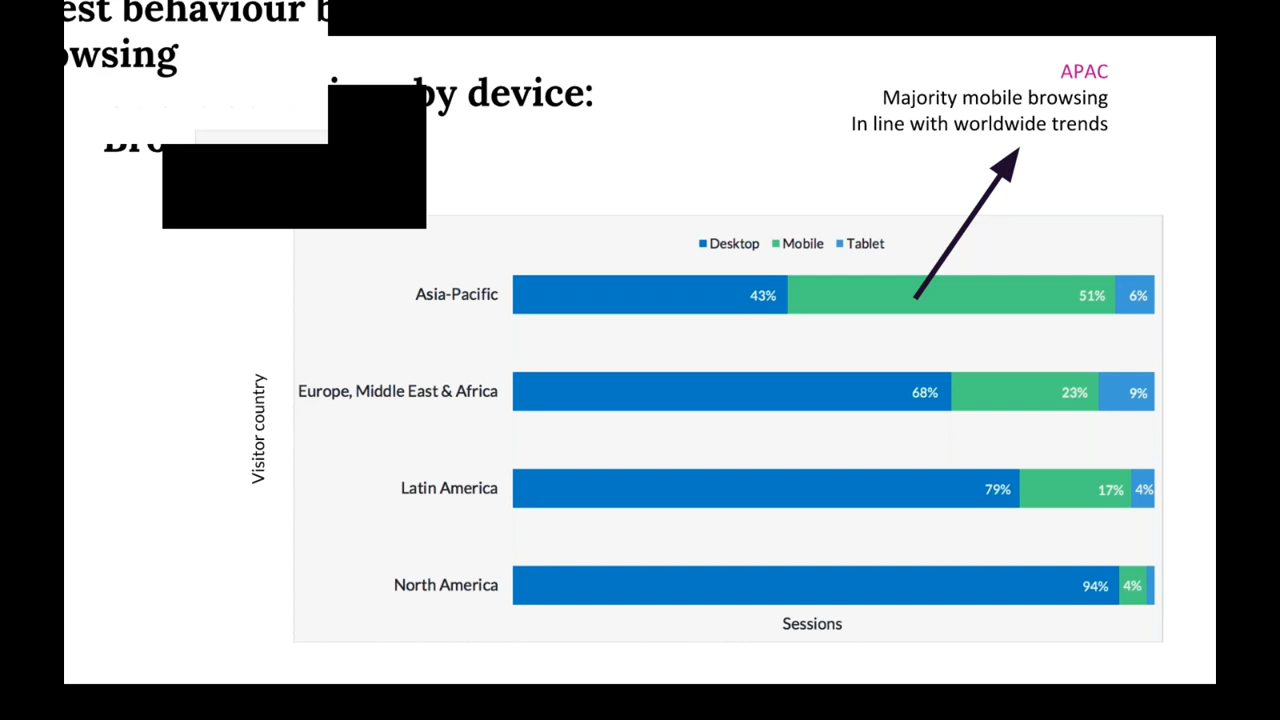 behaviour
by device:
APAC
Majority mobile browsing
In line with worldwide trends
Desktop Mobile Tablet
Asia-Pacific 43% 51% 6%
Europe, Middle East & Africa 68% 23% 9%
Latin America 79% 17% 4%
North America 94% 4%
Sessions
Visitor country